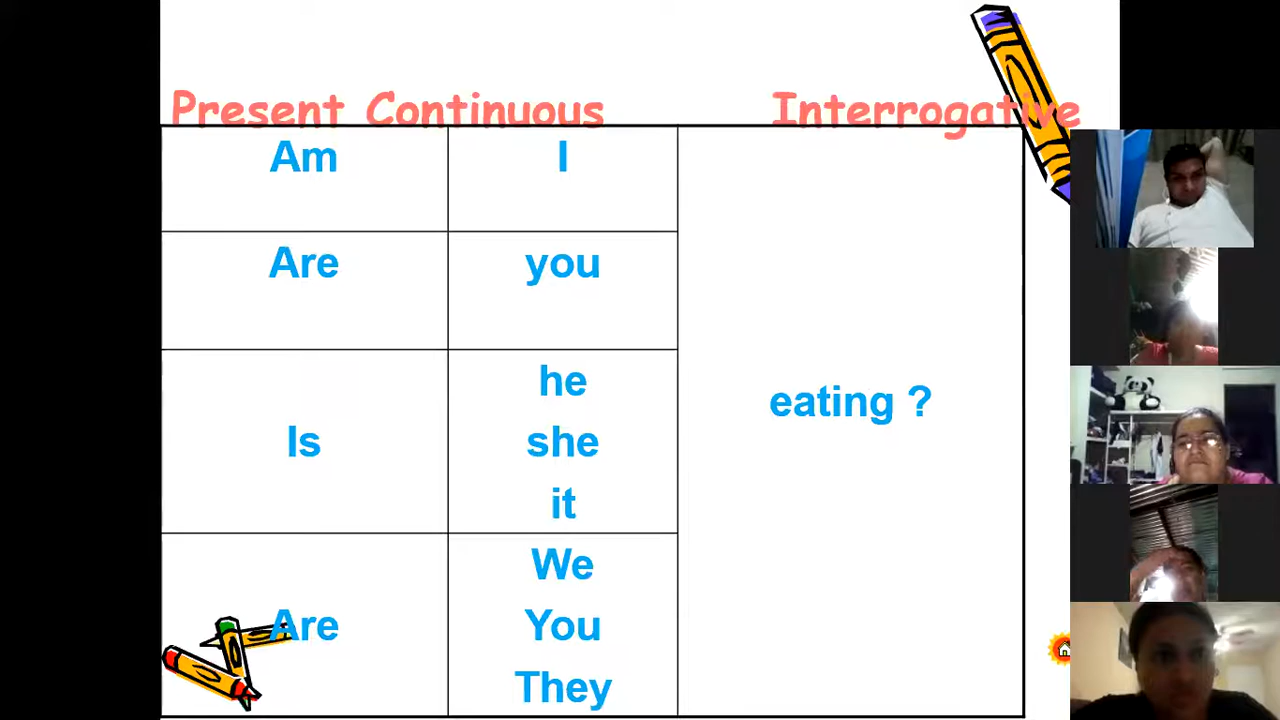 Present Continuous Interrogative
Am I
Are you
he
Is she eating ?
it
We
Are You
They